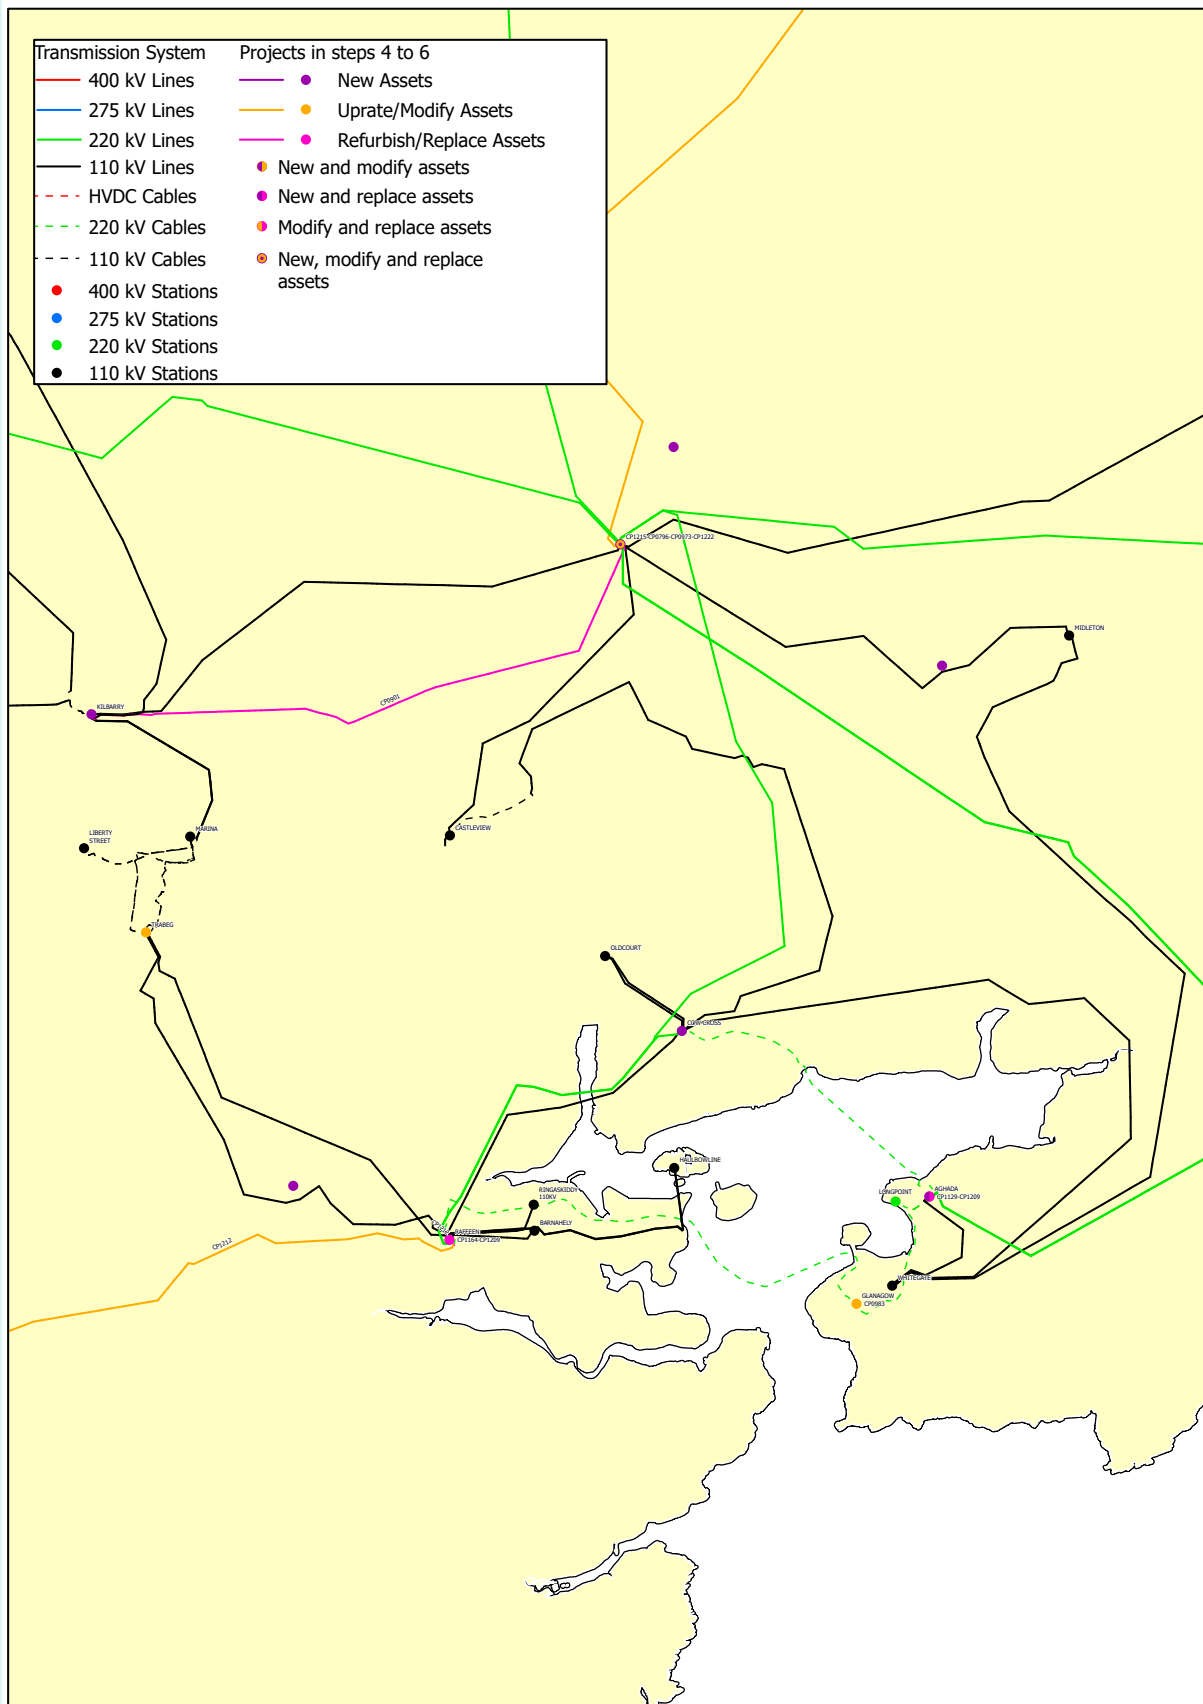 Transmission System
Projects in steps 4 to 6
400 kV Lines
New Assets
275 kV Lines
Uprate/Modify Assets
220 kV Lines
Refurbish/Replace Assets
110 kV Lines
New and modify assets
HVDC Cables
New and replace assets
220 kV Cables
Modify and replace assets
110 kV Cables
New, modify and replace
assets
400 kV Stations
275 kV Stations
220 kV Stations
110 kV Stations
CP1215-CP0796-CP0973-CP1222
MIDLETON
CP0901
KILBARRY
MARINA
LIBERTY
STREET
CASTLEVIEW
TRABEG
OLDCOURT
COW CROSS
HAULBOWLINE
RINGASKIDDY
110KV
BARNAHELY
RAFFEEN
CP1164-CP1209
CP1212
LONGPOINT
AGHADA
CP1129-CP1209
WHITEGATE
GLANAGOW
CP0983